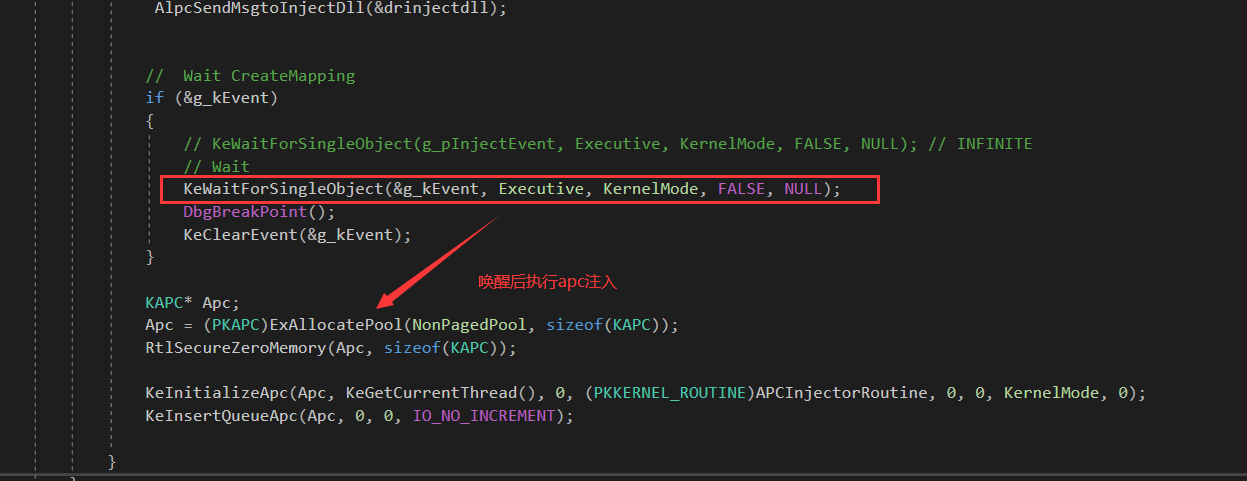 AlpcSendMsgtoInjectDll(&drinjectdll);
//  Wait CreateMapping
if (&g_kEvent)
{
// KeWaitForSingleObject(g_pInjectEvent, Executive, KernelMode, FALSE, NULL); // INFINITE
// Wait
KeWaitForSingleObject(&g_kEvent, Executive, KernelMode, FALSE, NULL);
DbgBreakPoint();
KeClearEvent(&g_kEvent);
}
唤醒后执行apc注入
KAPC* Apc;
Apc = (PKAPC)ExAllocatePool(NonPagedPool, sizeof(KAPC));
RtlSecureZeroMemory(Apc, sizeof(KAPC));
KeInitializeApc(Apc, KeGetCurrentThread(), 0, (PKKERNEL_ROUTINE)APCInjectorRoutine, 0, 0, KernelMode, 0);
KeInsertQueueApc(Apc, 0, 0, IO_NO_INCREMENT);
}